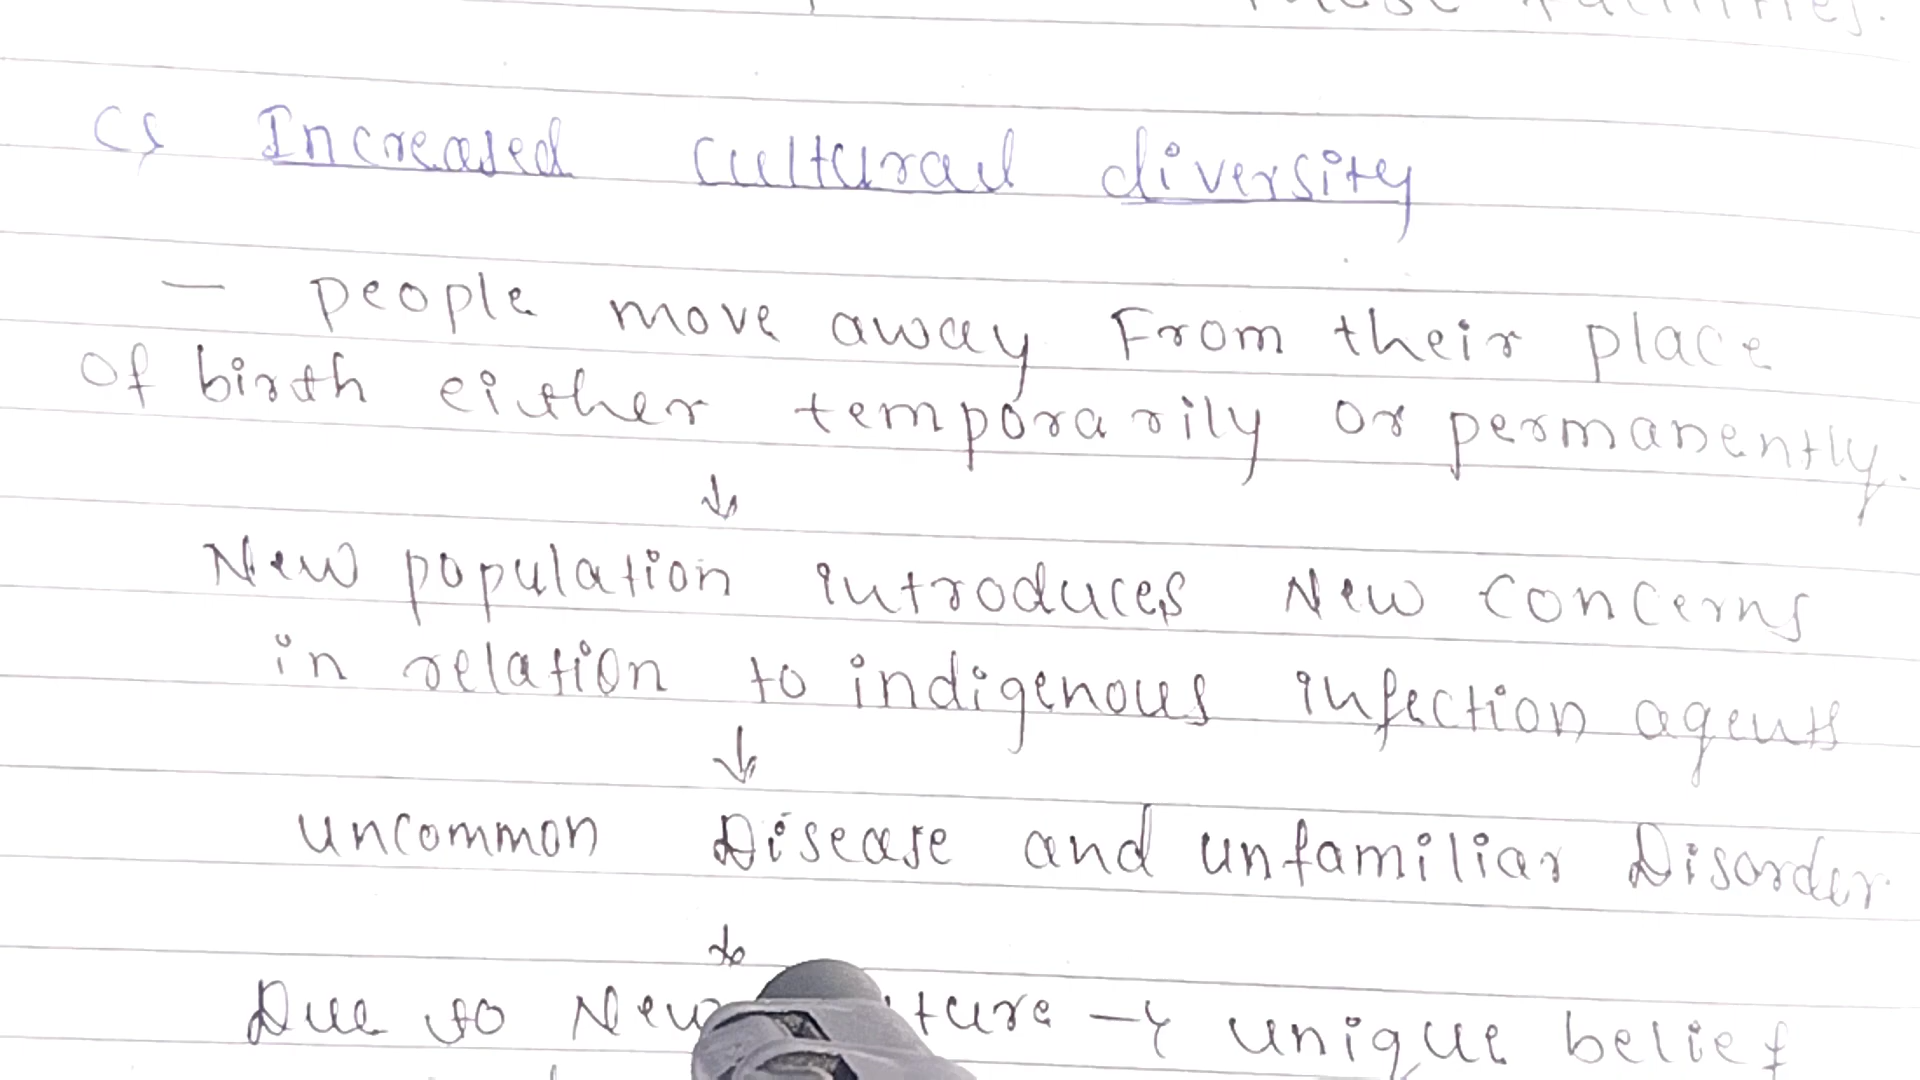 c) Increased cultural diversity
- people move away From their place
of birth either temporarily or permanently.
↓
New population introduces New concerns
in relation to indigenous infection agents
↓
uncommon Disease and unfamiliar Disorder
↓
Due to New → unique belief